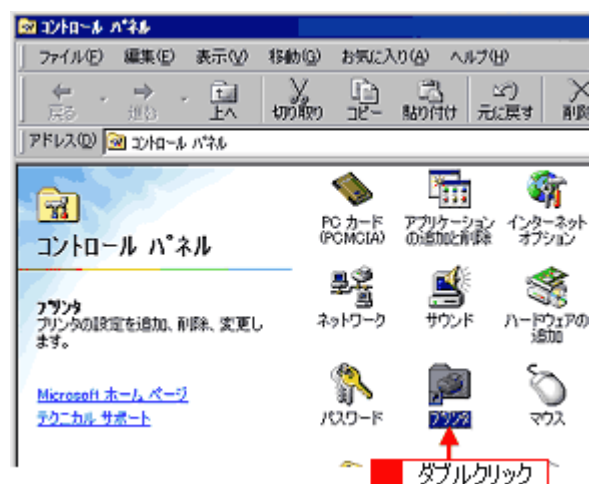 コントロール パネル
ファイル(F) 編集(E) 表示(V) 移動(G) お気に入り(A) ヘルプ(H)
戻る 進む 上へ 切り取り コピー 貼り付け 元に戻す 削除
アドレス(D) コントロール パネル
コントロール パネル
プリンタ
プリンタの設定を追加、削除、変更し
ます。
Microsoft ホーム ページ
テクニカル サポート
PC カード
(PCMCIA)
アプリケーション
の追加と削除
インターネット
オプション
ネットワーク
サウンド
ハードウェアの
追加
パスワード
プリンタ
マウス
ダブルクリック